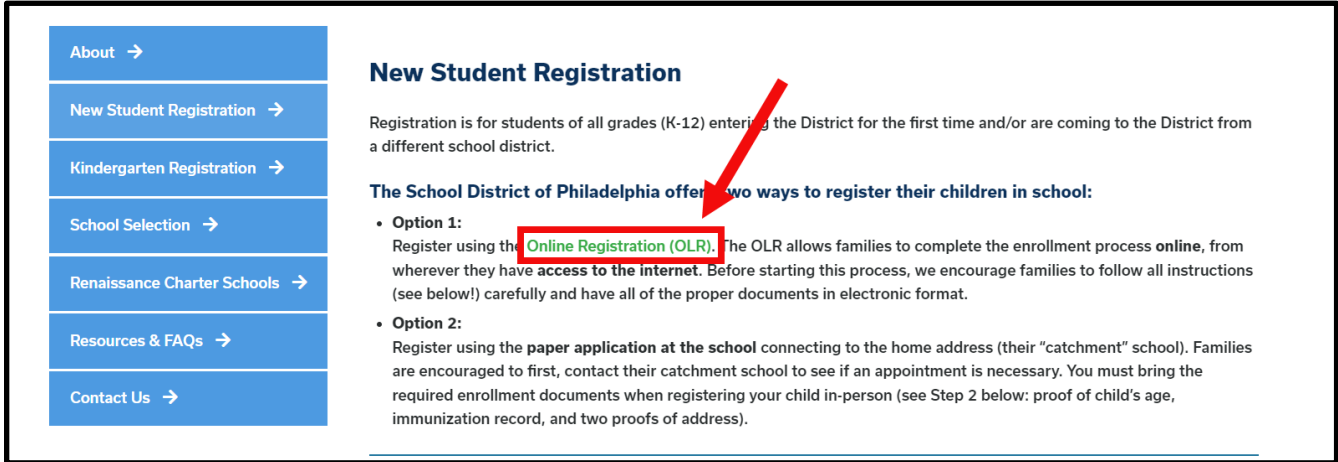 About →
New Student Registration →
Kindergarten Registration →
School Selection →
Renaissance Charter Schools →
Resources & FAQs →
Contact Us →
New Student Registration
Registration is for students of all grades (K-12) entering the District for the first time and/or are coming to the District from
a different school district.
The School District of Philadelphia offer wo ways to register their children in school:
• Option 1:
Register using the Online Registration (OLR). The OLR allows families to complete the enrollment process online, from
wherever they have access to the internet. Before starting this process, we encourage families to follow all instructions
(see below!) carefully and have all of the proper documents in electronic format.
• Option 2:
Register using the paper application at the school connecting to the home address (their “catchment” school). Families
are encouraged to first, contact their catchment school to see if an appointment is necessary. You must bring the
required enrollment documents when registering your child in-person (see Step 2 below: proof of child’s age,
immunization record, and two proofs of address).